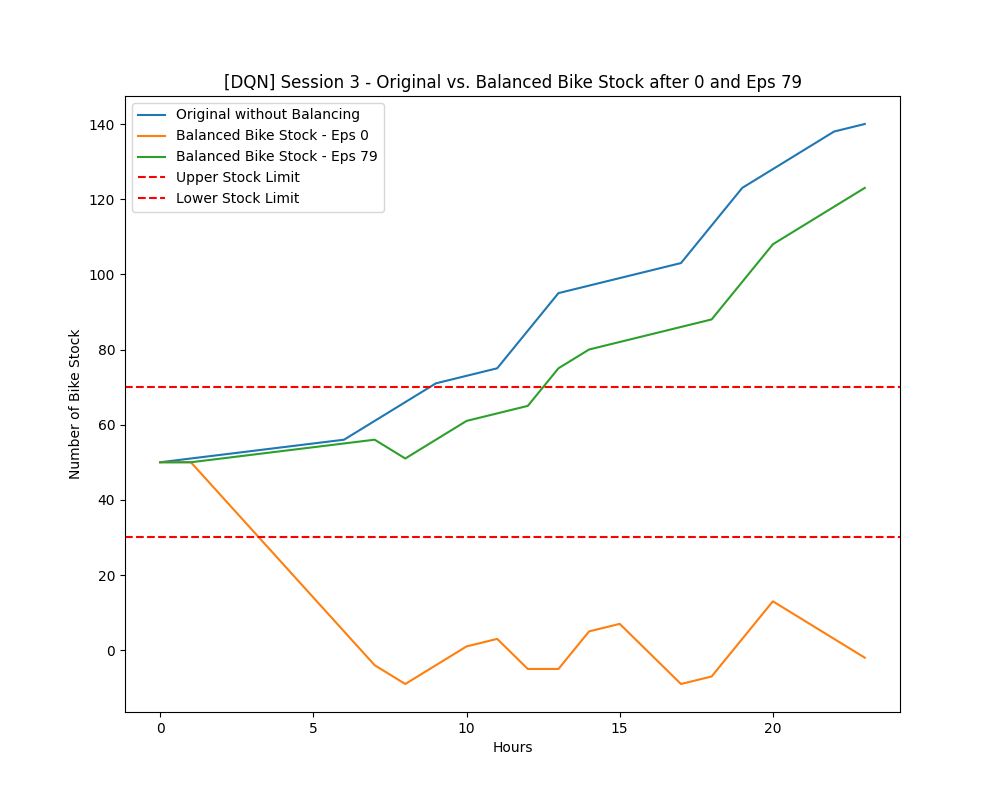 [DQN] Session 3 - Original vs. Balanced Bike Stock after 0 and Eps 79
Original without Balancing
Balanced Bike Stock - Eps 0
Balanced Bike Stock - Eps 79
Upper Stock Limit
Lower Stock Limit
140
120
100
80
60
40
20
0
Number of Bike Stock
0 5 10 15 20
Hours